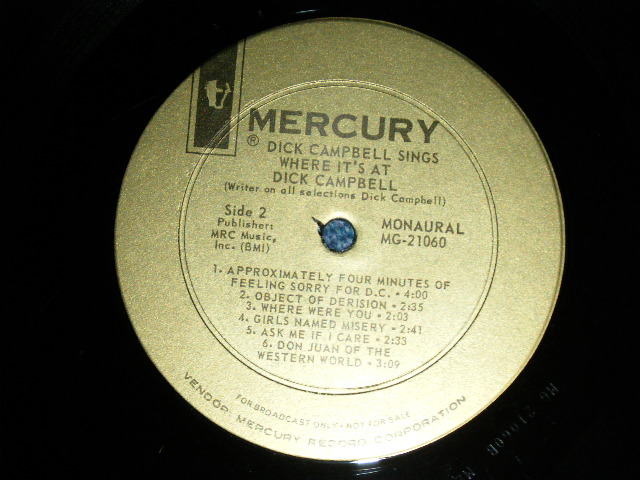 MERCURY
®
DICK CAMPBELL SINGS
WHERE IT'S AT
DICK CAMPBELL
(Writer on all selections Dick Campbell)
Side 2
Publisher:
MRC Music,
Inc. (BMI)
MONAURAL
MG-21060
1. APPROXIMATELY FOUR MINUTES OF
FEELING SORRY FOR D.C. • 4:00
2. OBJECT OF DERISION • 2:35
3. WHERE WERE YOU • 2:03
4. GIRLS NAMED MISERY • 2:41
5. ASK ME IF I CARE • 2:33
6. DON JUAN OF THE
WESTERN WORLD • 3:09
FOR BROADCAST ONLY • NOT FOR SALE
VENDOR: MERCURY RECORD CORPORATION